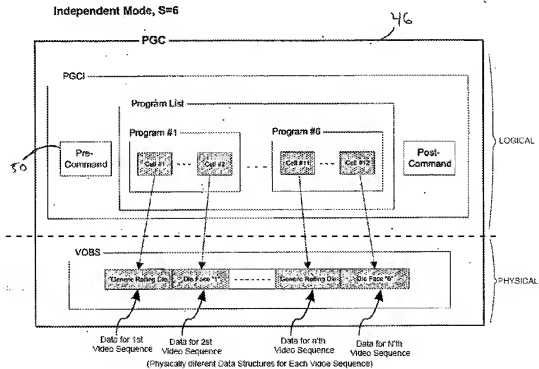 Independent Mode, S=6
46
PGC
PGCI
Program List
Program #1
Program #6
Pre-
Command
Cell #1
Cell #2
Cell #11
Cell #12
Post-
Command
50
LOGICAL
VOBS
Generic Rolling Die
Die Face "1"
Generic Rolling Die
Die Face "6"
PHYSICAL
Data for 1st
Video Sequence
Data for 2st
Video Sequence
Data for n'th
Video Sequence
Data for N'th
Video Sequence
(Physically diferent Data Structures for Each Video Sequence)